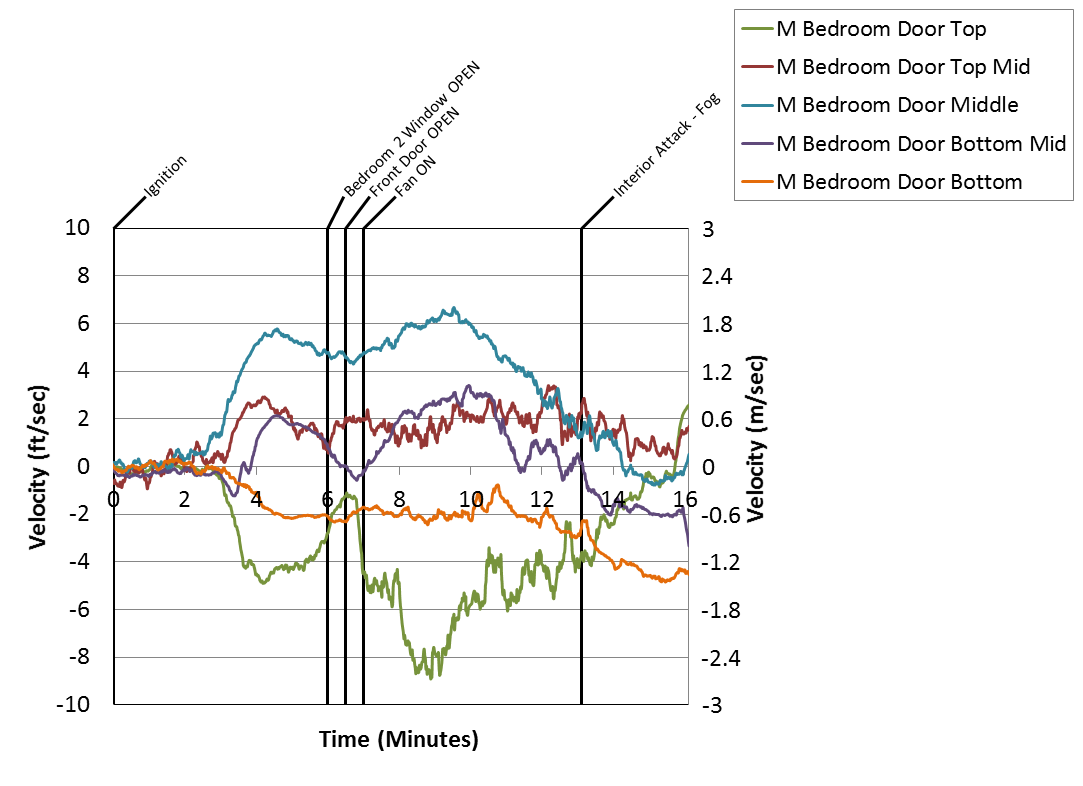 M Bedroom Door Top
M Bedroom Door Top Mid
M Bedroom Door Middle
M Bedroom Door Bottom Mid
M Bedroom Door Bottom
Ignition
Bedroom 2 Window OPEN
Front Door OPEN
Fan ON
Interior Attack - Fog
10
8
6
4
2
0
-2
-4
-6
-8
-10
Velocity (ft/sec)
0
2
4
6
8
10
12
14
16
Time (Minutes)
3
2.4
1.8
1.2
0.6
0
-0.6
-1.2
-1.8
-2.4
-3
Velocity (m/sec)